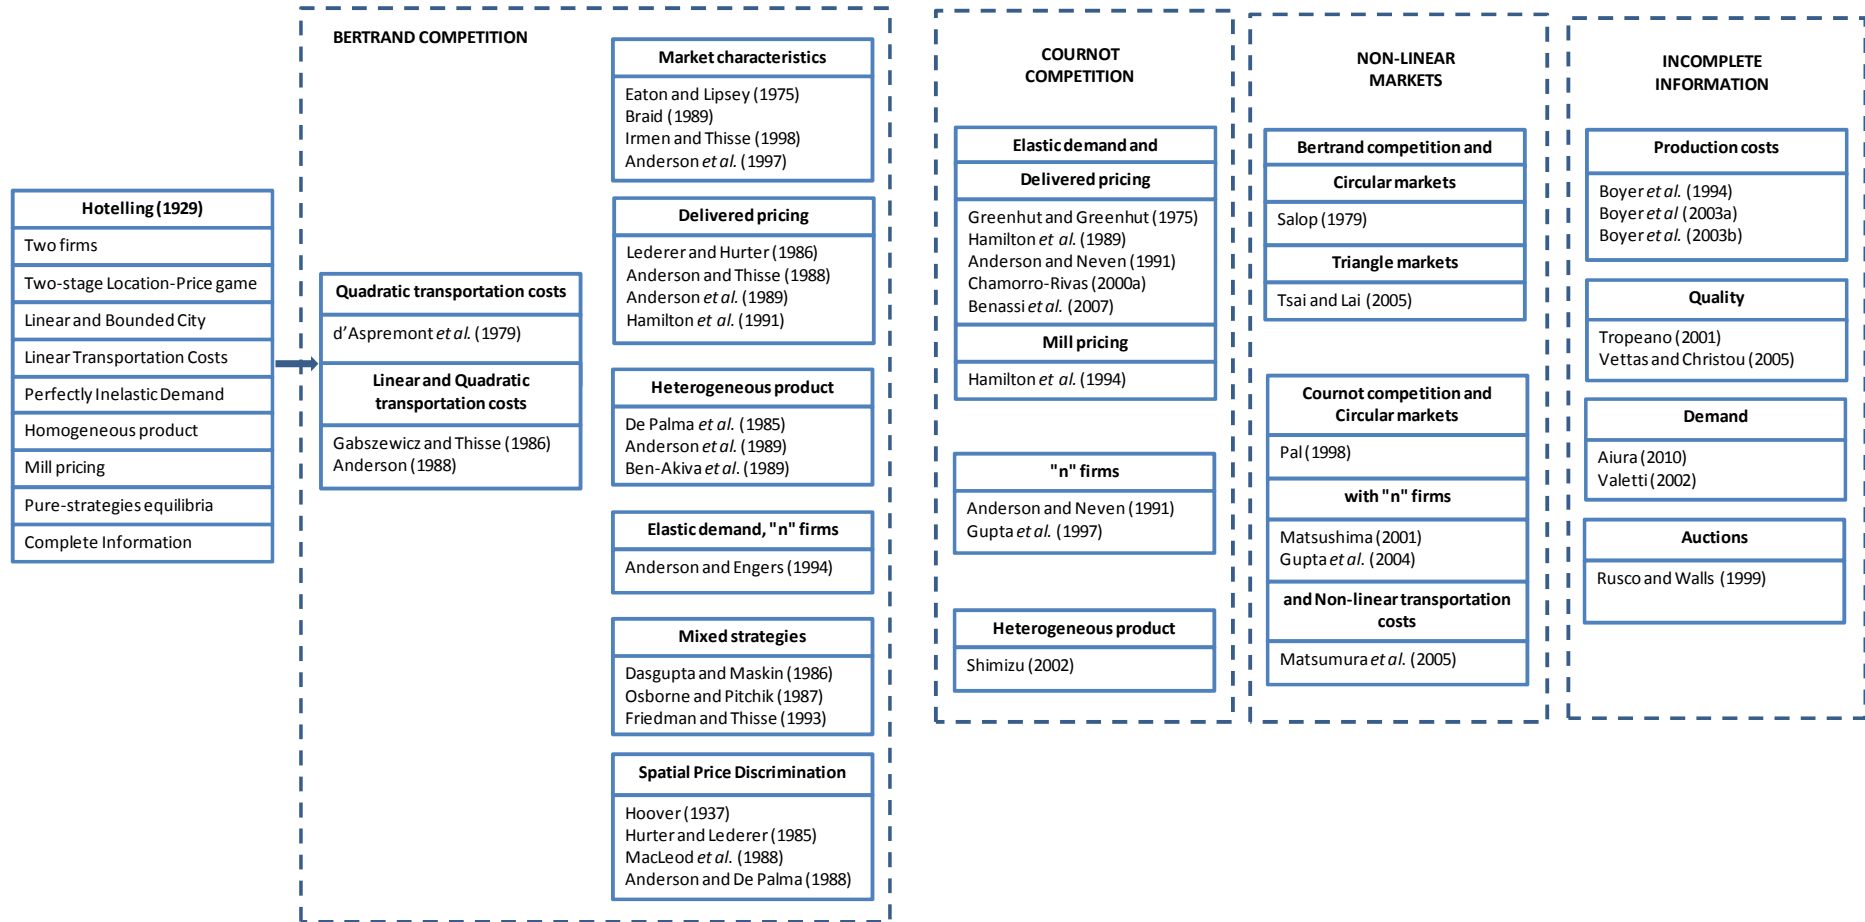 Hotelling (1929)
Two firms
Two-stage Location-Price game
Linear and Bounded City
Linear Transportation Costs
Perfectly Inelastic Demand
Homogeneous product
Mill pricing
Pure-strategies equilibria
Complete Information
BERTRAND COMPETITION
Quadratic transportation costs
d'Aspremont et al. (1979)
Linear and Quadratic
transportation costs
Gabszewicz and Thisse (1986)
Anderson (1988)
Market characteristics
Eaton and Lipsey (1975)
Braid (1989)
Irmen and Thisse (1998)
Anderson et al. (1997)
Delivered pricing
Lederer and Hurter (1986)
Anderson and Thisse (1988)
Anderson et al. (1989)
Hamilton et al. (1991)
Heterogeneous product
De Palma et al. (1985)
Anderson et al. (1989)
Ben-Akiva et al. (1989)
Elastic demand, "n" firms
Anderson and Engers (1994)
Mixed strategies
Dasgupta and Maskin (1986)
Osborne and Pitchik (1987)
Friedman and Thisse (1993)
Spatial Price Discrimination
Hoover (1937)
Hurter and Lederer (1985)
MacLeod et al. (1988)
Anderson and De Palma (1988)
COURNOT
COMPETITION
Elastic demand and
Delivered pricing
Greenhut and Greenhut (1975)
Hamilton et al. (1989)
Anderson and Neven (1991)
Chamorro-Rivas (2000a)
Benassi et al. (2007)
Mill pricing
Hamilton et al. (1994)
"n" firms
Anderson and Neven (1991)
Gupta et al. (1997)
Heterogeneous product
Shimizu (2002)
NON-LINEAR
MARKETS
Bertrand competition and
Circular markets
Salop (1979)
Triangle markets
Tsai and Lai (2005)
Cournot competition and
Circular markets
Pal (1998)
with "n" firms
Matsushima (2001)
Gupta et al. (2004)
and Non-linear transportation
costs
Matsumura et al. (2005)
INCOMPLETE
INFORMATION
Production costs
Boyer et al. (1994)
Boyer et al (2003a)
Boyer et al. (2003b)
Quality
Tropeano (2001)
Vettas and Christou (2005)
Demand
Aiura (2010)
Valetti (2002)
Auctions
Rusco and Walls (1999)